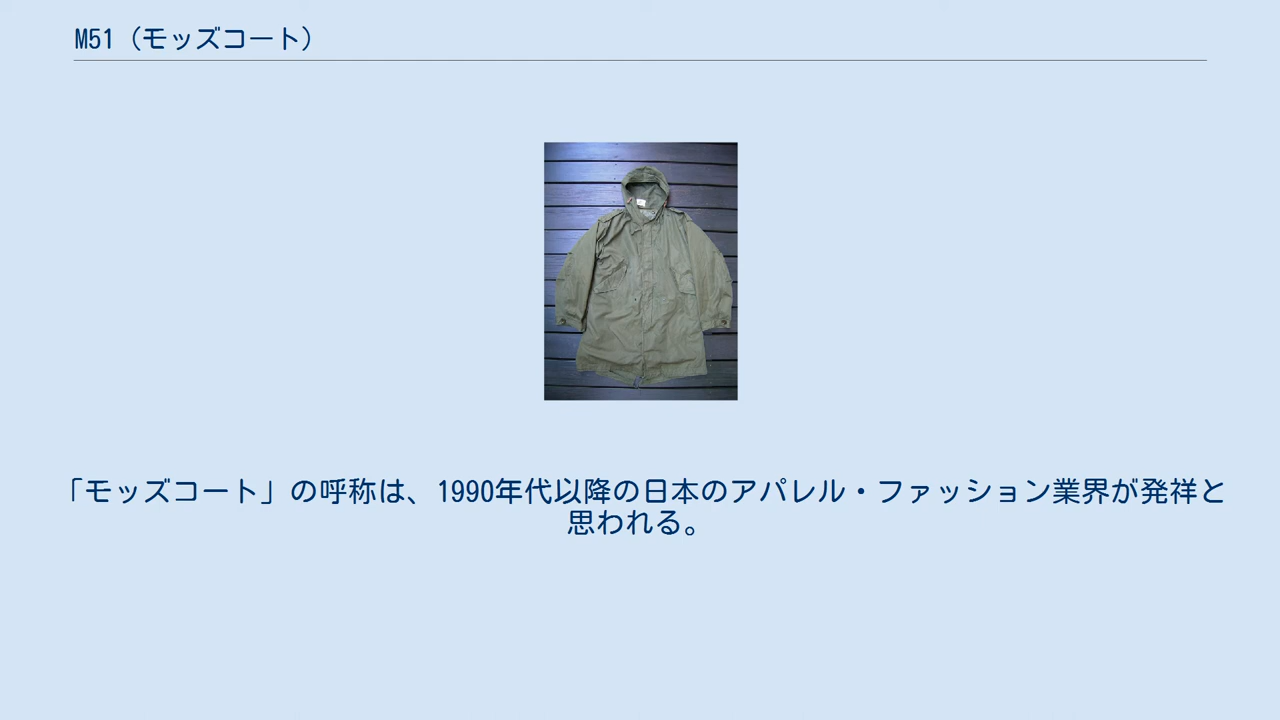 M51（モッズコート）
「モッズコート」の呼称は、1990年代以降の日本のアパレル・ファッション業界が発祥と
思われる。